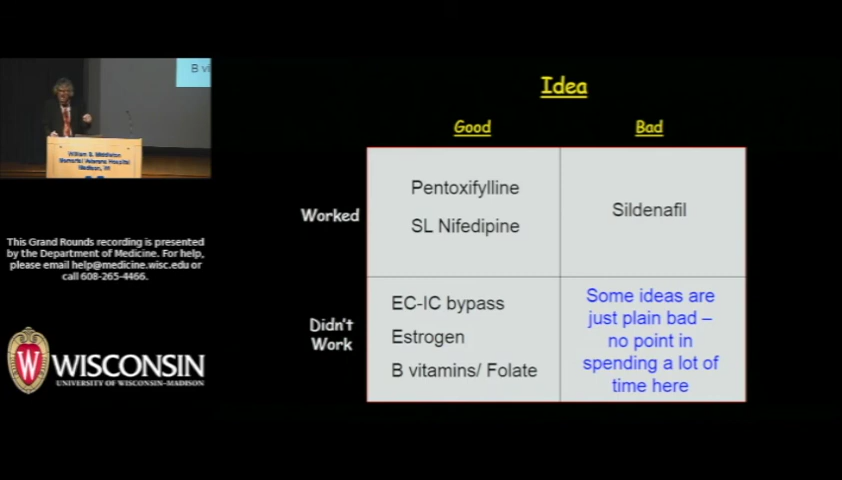 B vi
William S. Middleton
Memorial Veterans Hospital
Madison, WI
This Grand Rounds recording is presented
by the Department of Medicine. For help,
please email help@medicine.wisc.edu or
call 608-265-4466.
W
WISCONSIN
UNIVERSITY OF WISCONSIN-MADISON
Idea
Good Bad
Worked
Pentoxifylline
SL Nifedipine
Sildenafil
Didn't
Work
EC-IC bypass
Estrogen
B vitamins/ Folate
Some ideas are
just plain bad –
no point in
spending a lot of
time here